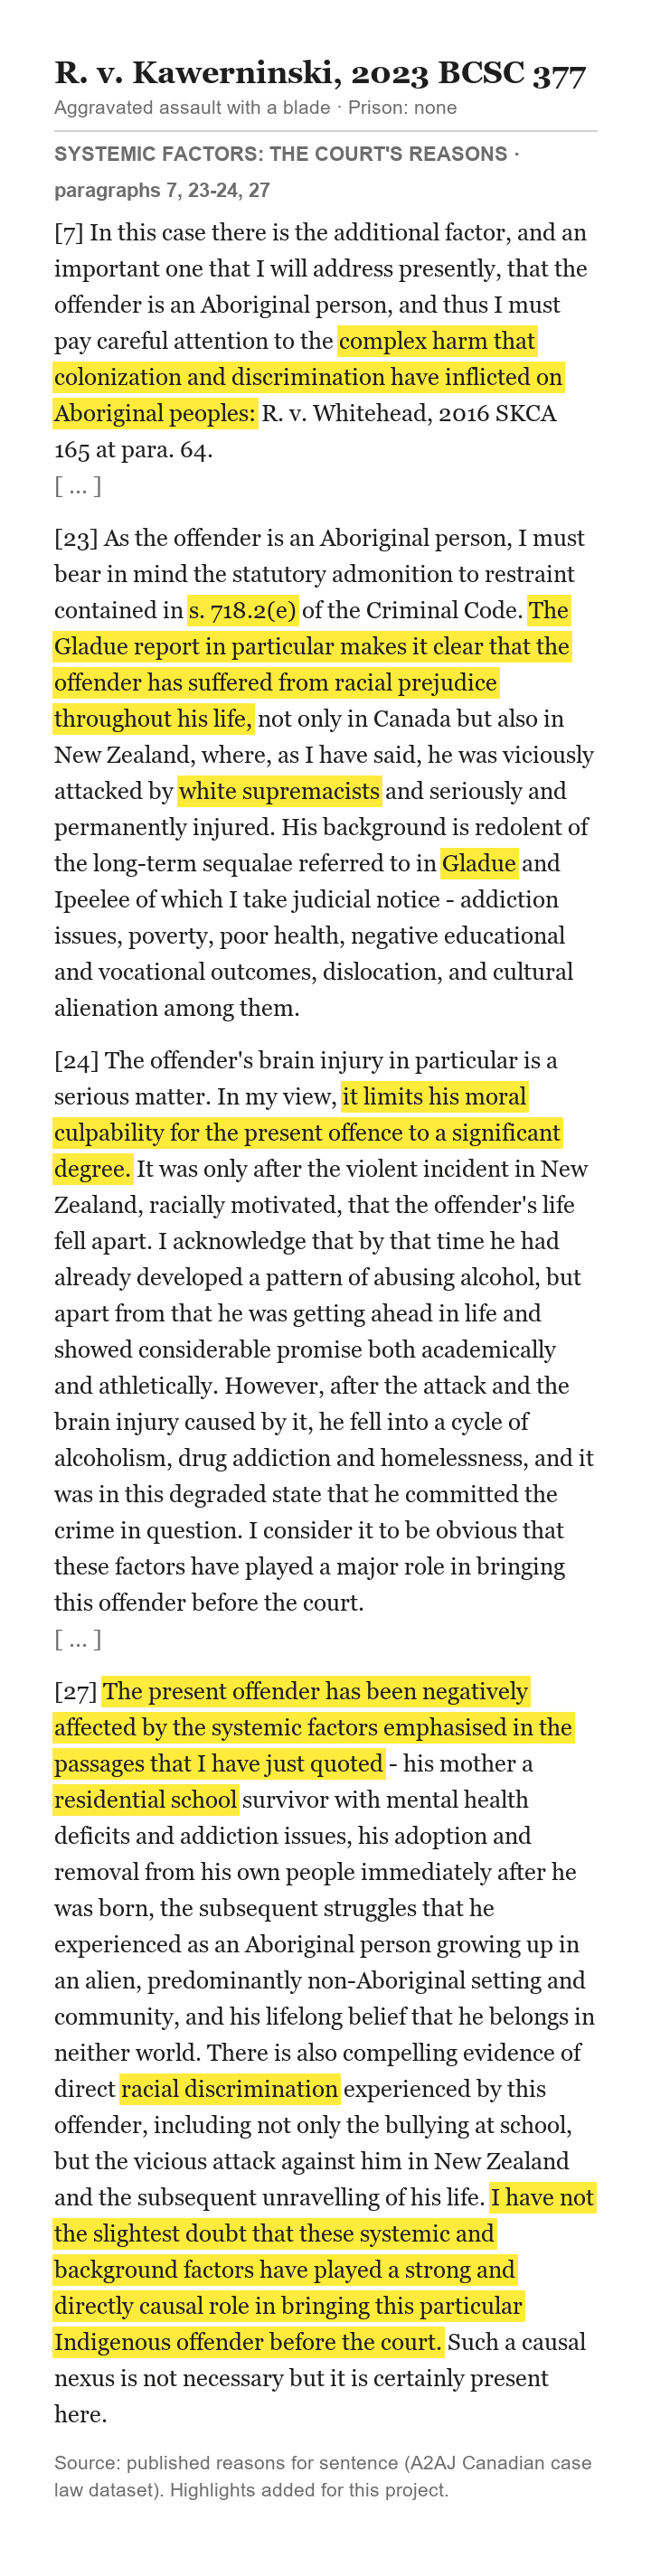 R. v. Kawerninski, 2023 BCSC 377
Aggravated assault with a blade · Prison: none
SYSTEMIC FACTORS: THE COURT'S REASONS ·
paragraphs 7, 23-24, 27
[7] In this case there is the additional factor, and an
important one that I will address presently, that the
offender is an Aboriginal person, and thus I must
pay careful attention to the complex harm that
colonization and discrimination have inflicted on
Aboriginal peoples: R. v. Whitehead, 2016 SKCA
165 at para. 64.
[ ... ]
[23] As the offender is an Aboriginal person, I must
bear in mind the statutory admonition to restraint
contained in s. 718.2(e) of the Criminal Code. The
Gladue report in particular makes it clear that the
offender has suffered from racial prejudice
throughout his life, not only in Canada but also in
New Zealand, where, as I have said, he was viciously
attacked by white supremacists and seriously and
permanently injured. His background is redolent of
the long-term sequalae referred to in Gladue and
Ipeelee of which I take judicial notice - addiction
issues, poverty, poor health, negative educational
and vocational outcomes, dislocation, and cultural
alienation among them.
[24] The offender's brain injury in particular is a
serious matter. In my view, it limits his moral
culpability for the present offence to a significant
degree. It was only after the violent incident in New
Zealand, racially motivated, that the offender's life
fell apart. I acknowledge that by that time he had
already developed a pattern of abusing alcohol, but
apart from that he was getting ahead in life and
showed considerable promise both academically
and athletically. However, after the attack and the
brain injury caused by it, he fell into a cycle of
alcoholism, drug addiction and homelessness, and it
was in this degraded state that he committed the
crime in question. I consider it to be obvious that
these factors have played a major role in bringing
this offender before the court.
[ ... ]
[27] The present offender has been negatively
affected by the systemic factors emphasised in the
passages that I have just quoted - his mother a
residential school survivor with mental health
deficits and addiction issues, his adoption and
removal from his own people immediately after he
was born, the subsequent struggles that he
experienced as an Aboriginal person growing up in
an alien, predominantly non-Aboriginal setting and
community, and his lifelong belief that he belongs in
neither world. There is also compelling evidence of
direct racial discrimination experienced by this
offender, including not only the bullying at school,
but the vicious attack against him in New Zealand
and the subsequent unravelling of his life. I have not
the slightest doubt that these systemic and
background factors have played a strong and
directly causal role in bringing this particular
Indigenous offender before the court. Such a causal
nexus is not necessary but it is certainly present
here.
Source: published reasons for sentence (A2AJ Canadian case
law dataset). Highlights added for this project.